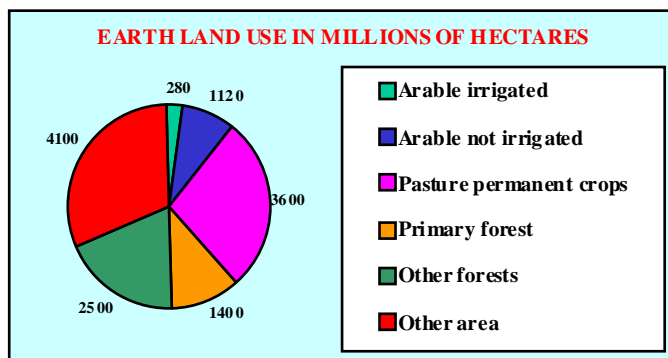 EARTH LAND USE IN MILLIONS OF HECTARES
280
1120
4100
3600
2500
1400
Arable irrigated
Arable not irrigated
Pasture permanent crops
Primary forest
Other forests
Other area